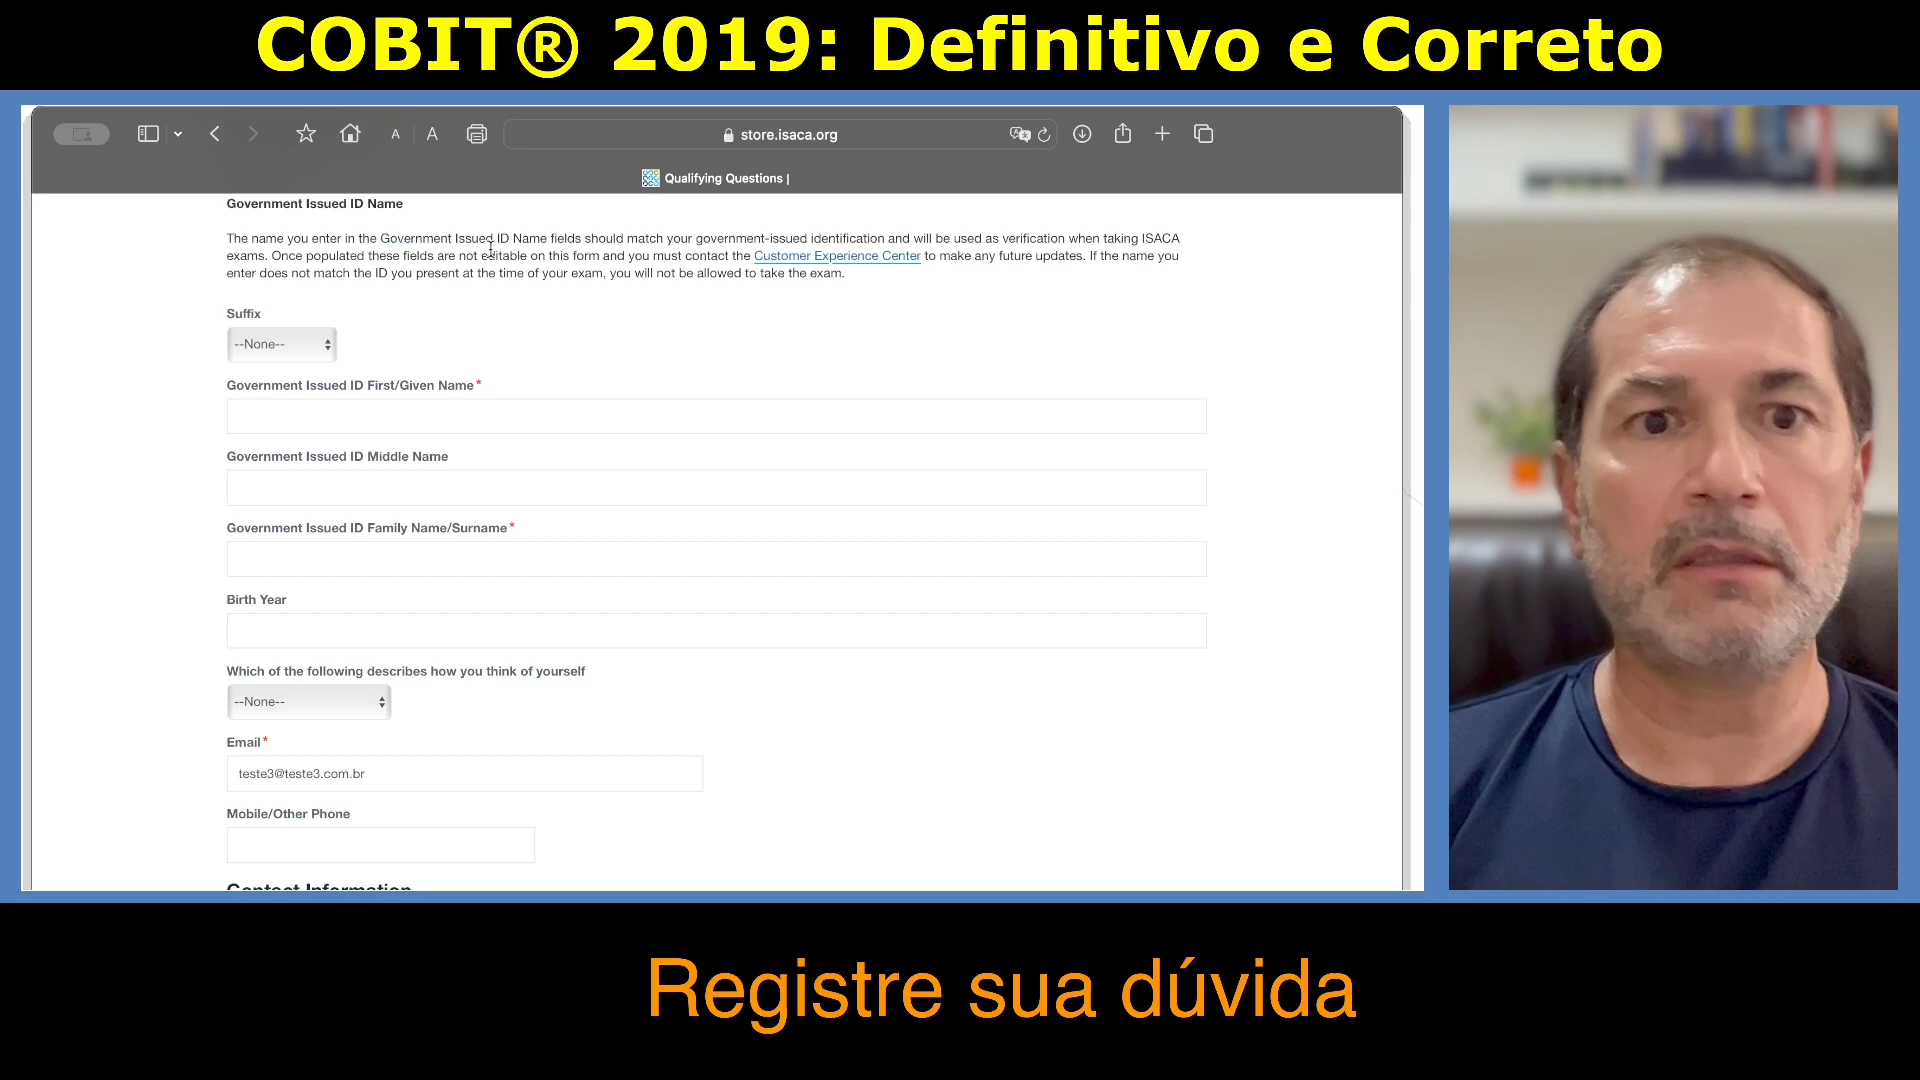 COBIT® 2019: Definitivo e Correto
A A store.isaca.org
Qualifying Questions |
Government Issued ID Name
The name you enter in the Government Issued ID Name fields should match your government-issued identification and will be used as verification when taking ISACA
exams. Once populated these fields are not editable on this form and you must contact the Customer Experience Center to make any future updates. If the name you
enter does not match the ID you present at the time of your exam, you will not be allowed to take the exam.
Suffix
--None--
Government Issued ID First/Given Name*
Government Issued ID Middle Name
Government Issued ID Family Name/Surname*
Birth Year
Which of the following describes how you think of yourself
--None--
Email*
teste3@teste3.com.br
Mobile/Other Phone
Contact Information
Registre sua dúvida